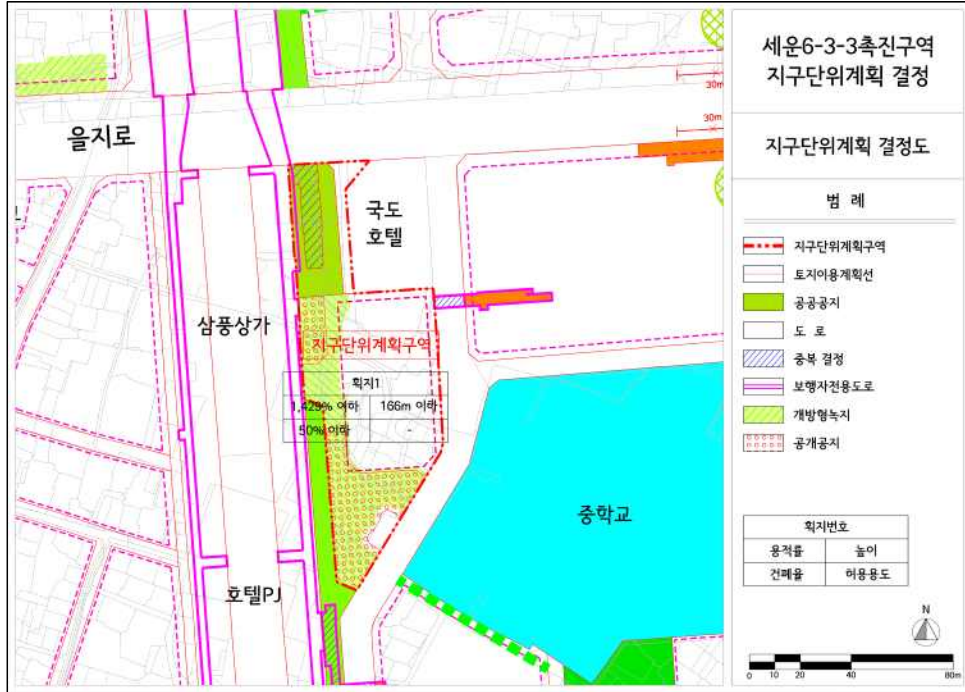 세운6-3-3촉진구역
지구단위계획 결정
지구단위계획 결정도
범 례
지구단위계획구역
토지이용계획선
공공공지
도 로
중복 결정
보행자전용도로
개방형녹지
공개공지
획지번호
용적률 높이
건폐율 허용용도
N
0 10 20 40 80m
30m
30m
을지로
국도
호텔
삼풍상가
지구단위계획구역
획지1
1,429% 이하 166m 이하
50% 이하 -
중학교
호텔PJ